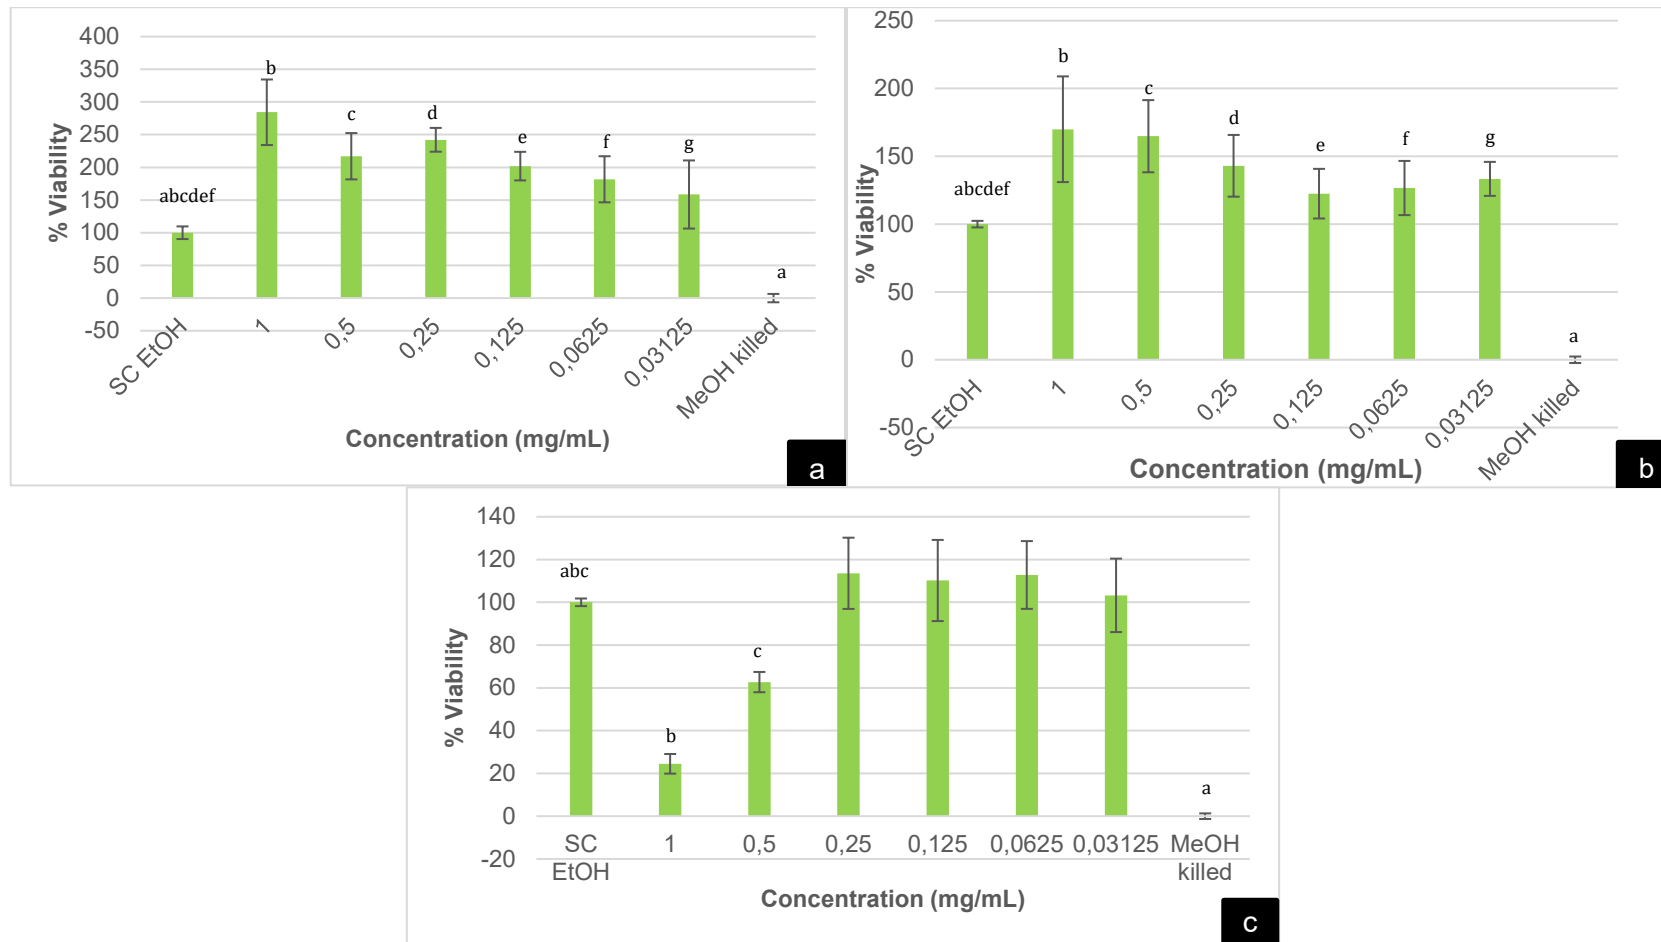 400
350
300
250
200
150
100
50
0
-50
% Viability
abcdef
b
c
d
e
f
g
a
SC EtOH
1
0,5
0,25
0,125
0,0625
0,03125
MeOH killed
Concentration (mg/mL)
a
250
200
150
100
50
0
-50
% Viability
abcdef
b
c
d
e
f
g
a
SC EtOH
1
0,5
0,25
0,125
0,0625
0,03125
MeOH killed
Concentration (mg/mL)
b
140
120
100
80
60
40
20
0
-20
% Viability
abc
b
c
a
SC EtOH
1
0,5
0,25
0,125
0,0625
0,03125
MeOH killed
Concentration (mg/mL)
c